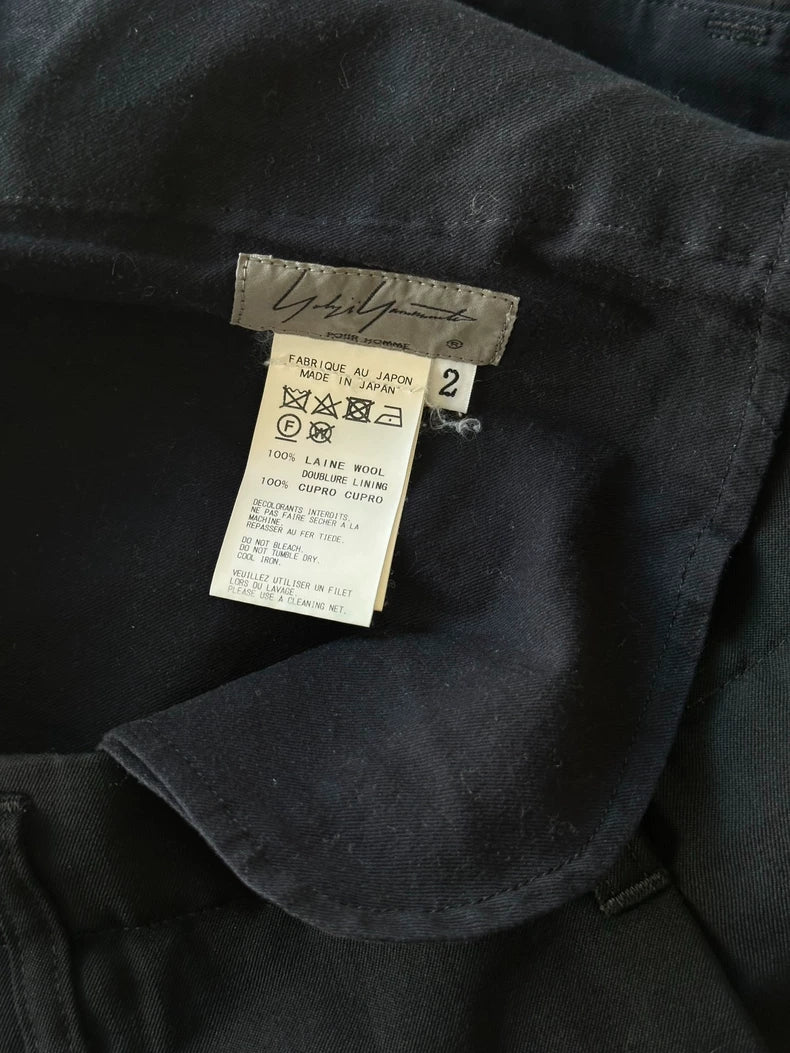 Yohji Yamamoto
POUR HOMME ®
FABRIQUE AU JAPON
MADE IN JAPAN
2
F
W
100% LAINE WOOL
DOUBLURE LINING
100% CUPRO CUPRO
DECOLORANTS INTERDITS.
NE PAS FAIRE SECHER A LA
MACHINE.
REPASSER AU FER TIEDE.
DO NOT BLEACH.
DO NOT TUMBLE DRY.
COOL IRON.
VEUILLEZ UTILISER UN FILET
LORS DU LAVAGE.
PLEASE USE A CLEANING NET.